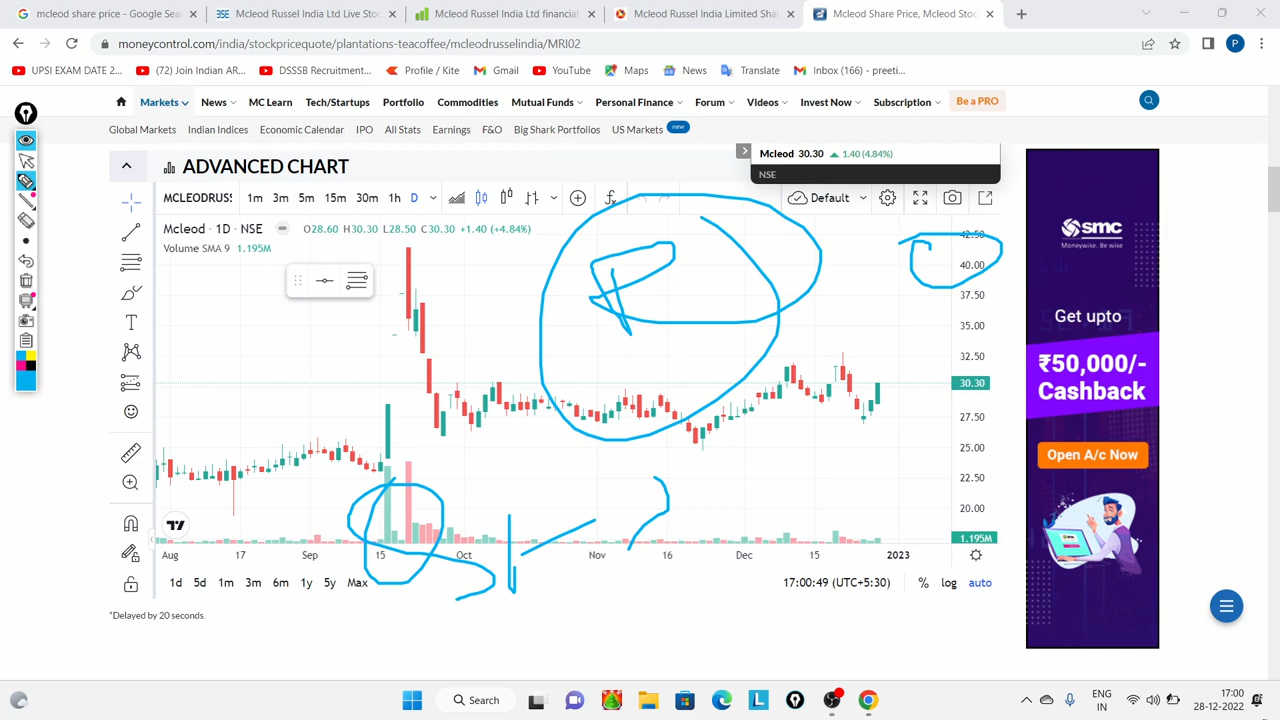 mcleod share price - Google Sea
Mcleod Russel India Ltd Live Sto
Mcleod Russel India Ltd financial
Mcleod Russel India Limited Shar
Mcleod Share Price, Mcleod Stoc
moneycontrol.com/india/stockpricequote/plantations-teacoffee/mcleodrusselindia/MRI02
P
UPSI EXAM DATE 2...
(72) Join Indian AR...
DSSSB Recruitment...
Profile / Kite
Gmail
YouTube
Maps
News
Translate
Inbox (166) - preeti...
Markets
News
MC Learn
Tech/Startups
Portfolio
Commodities
Mutual Funds
Personal Finance
Forum
Videos
Invest Now
Subscription
Be a PRO
Global Markets
Indian Indices
Economic Calendar
IPO
All Stats
Earnings
F&O
Big Shark Portfolios
US Markets
new
ADVANCED CHART
Mcleod 30.30 1.40 (4.84%)
NSE
MCLEODRUSS
1m
3m
5m
15m
30m
1h
D
Default
Mcleod · 1D · NSE
O28.60 H30.30 L28.50 C30.30 +1.40 (+4.84%)
Volume SMA 9 1.195M
42.50
40.00
37.50
35.00
32.50
30.30
27.50
25.00
22.50
20.00
1.195M
Aug
17
Sep
15
Oct
Nov
16
Dec
15
2023
1d
5d
1m
3m
6m
1y
5y
Max
17:00:49 (UTC+5:30)
%
log
auto
*Delayed by 20 seconds.
smc
Moneywise. Be wise
Get upto
₹50,000/-
Cashback
Open A/c Now
Search
ENG
IN
17:00
28-12-2022